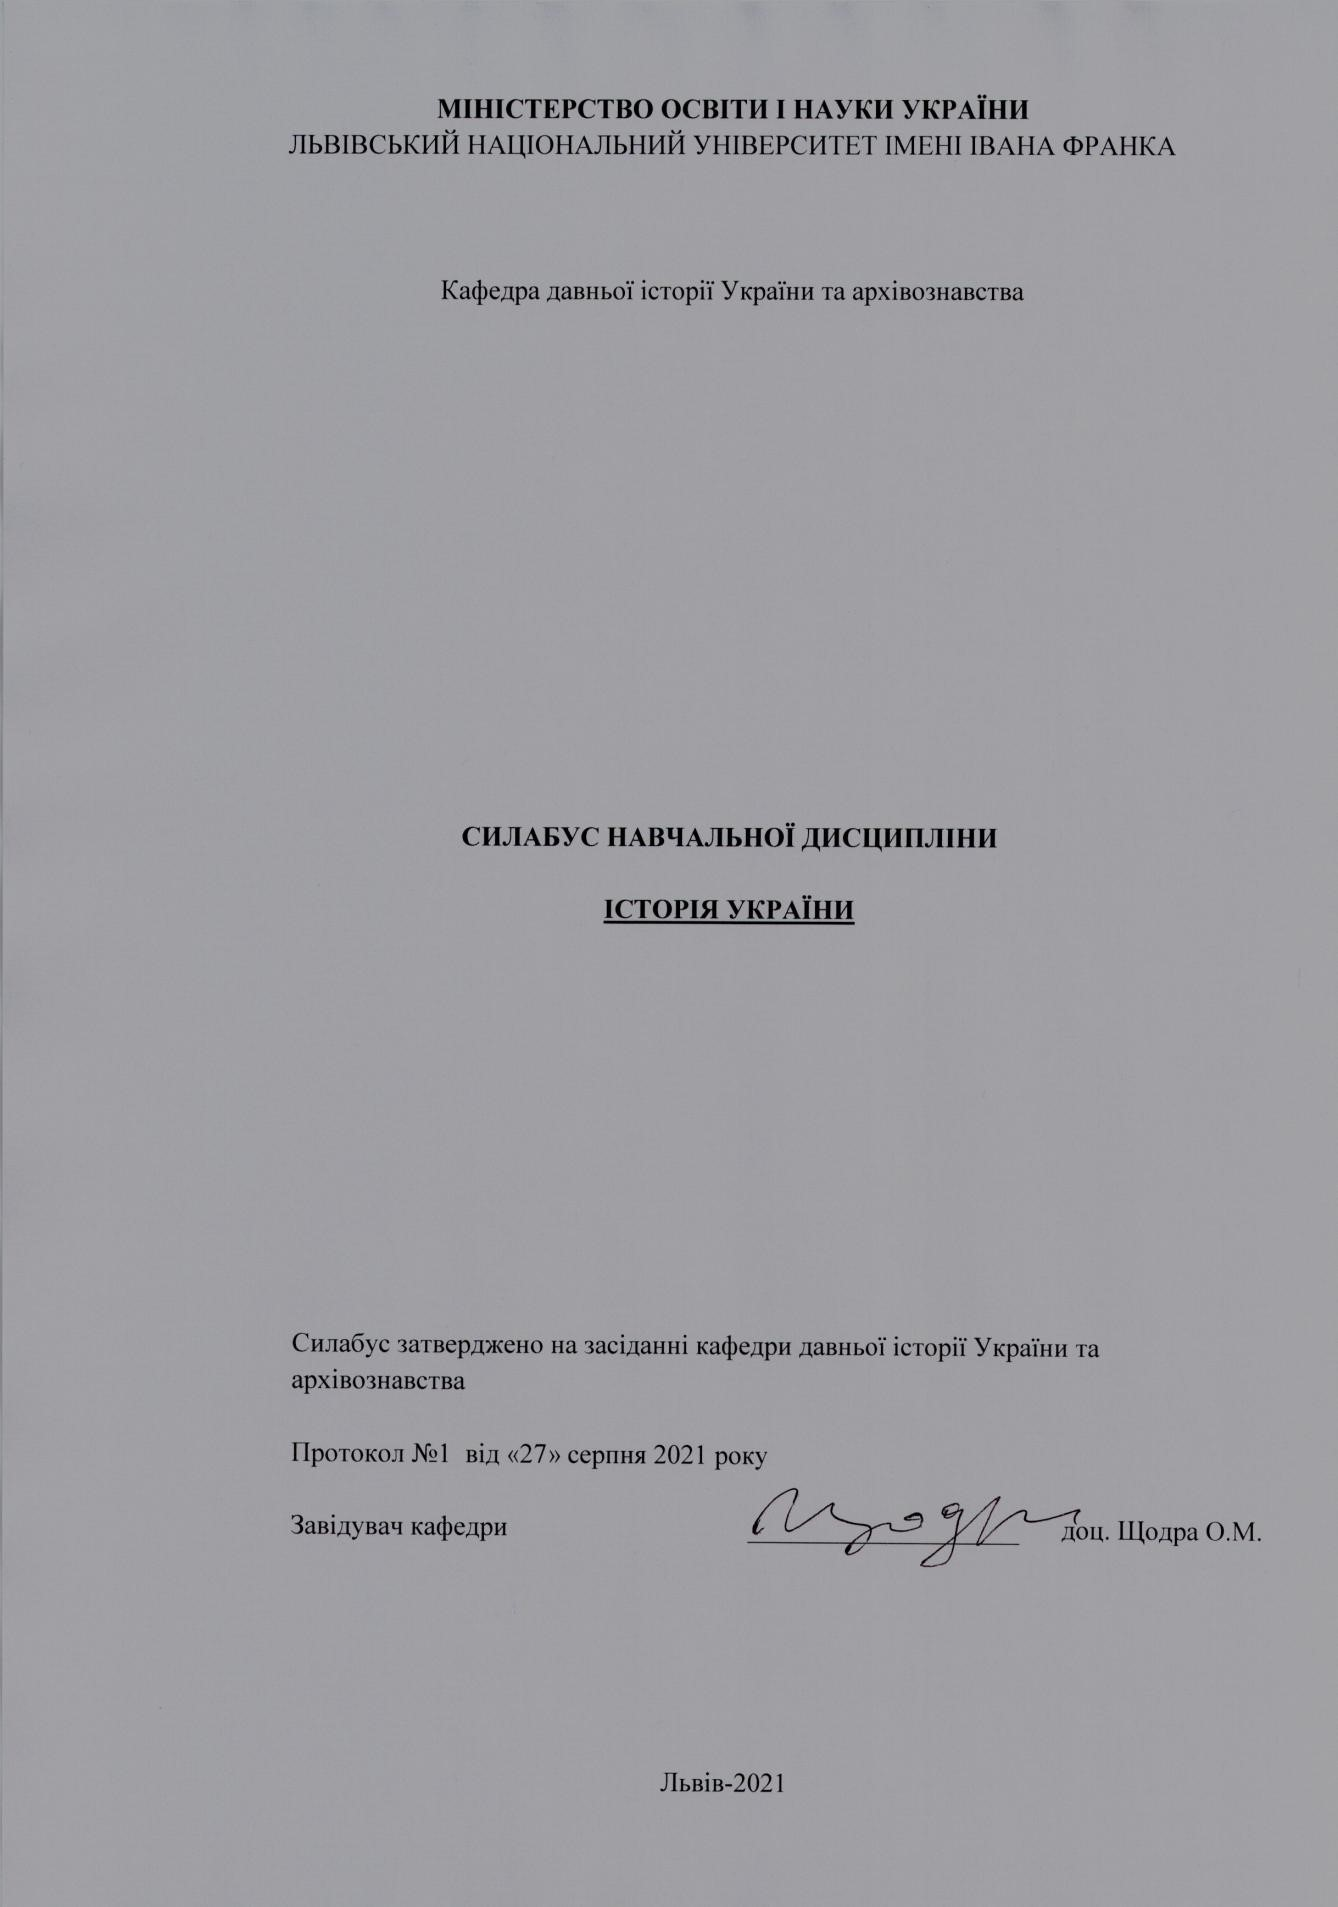 МІНІСТЕРСТВО ОСВІТИ І НАУКИ УКРАЇНИ
ЛЬВІВСЬКИЙ НАЦІОНАЛЬНИЙ УНІВЕРСИТЕТ ІМЕНІ ІВАНА ФРАНКА
Кафедра давньої історії України та архівознавства
СИЛАБУС НАВЧАЛЬНОЇ ДИСЦИПЛІНИ
ІСТОРІЯ УКРАЇНИ
Силабус затверджено на засіданні кафедри давньої історії України та
архівознавства
Протокол №1 від «27» серпня 2021 року
Завідувач кафедри доц. Щодра О.М.
Львів-2021